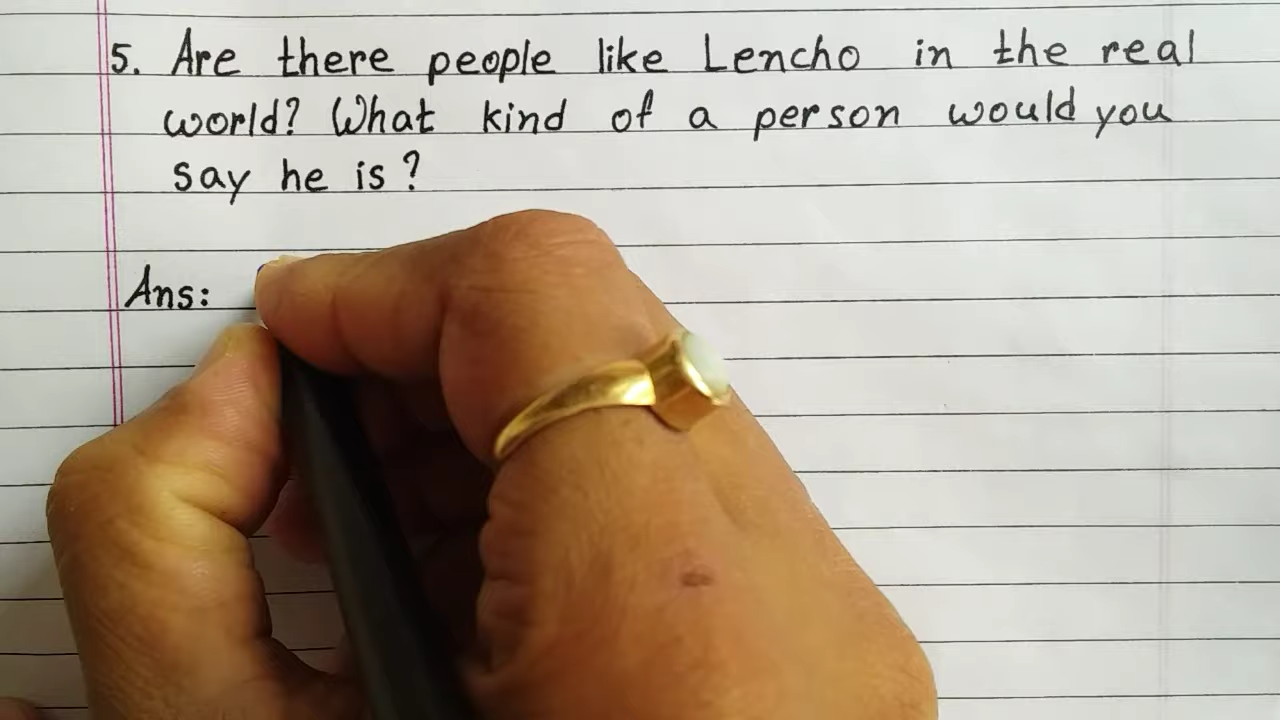 5. Are there people like Lencho in the real
world? What kind of a person would you
say he is?
Ans: